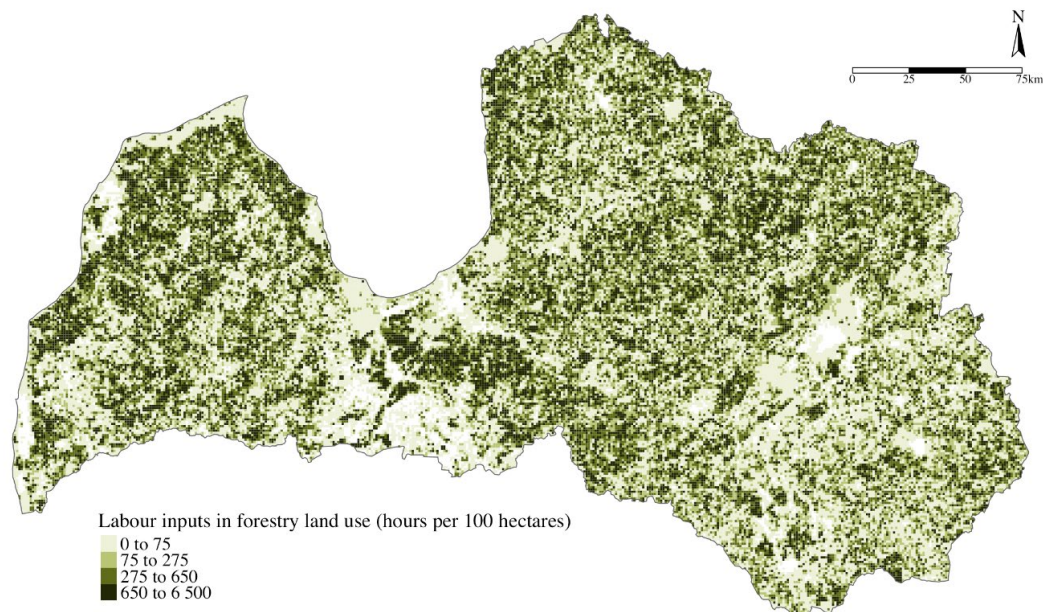 N
0 25 50 75km
Labour inputs in forestry land use (hours per 100 hectares)
0 to 75
75 to 275
275 to 650
650 to 6 500